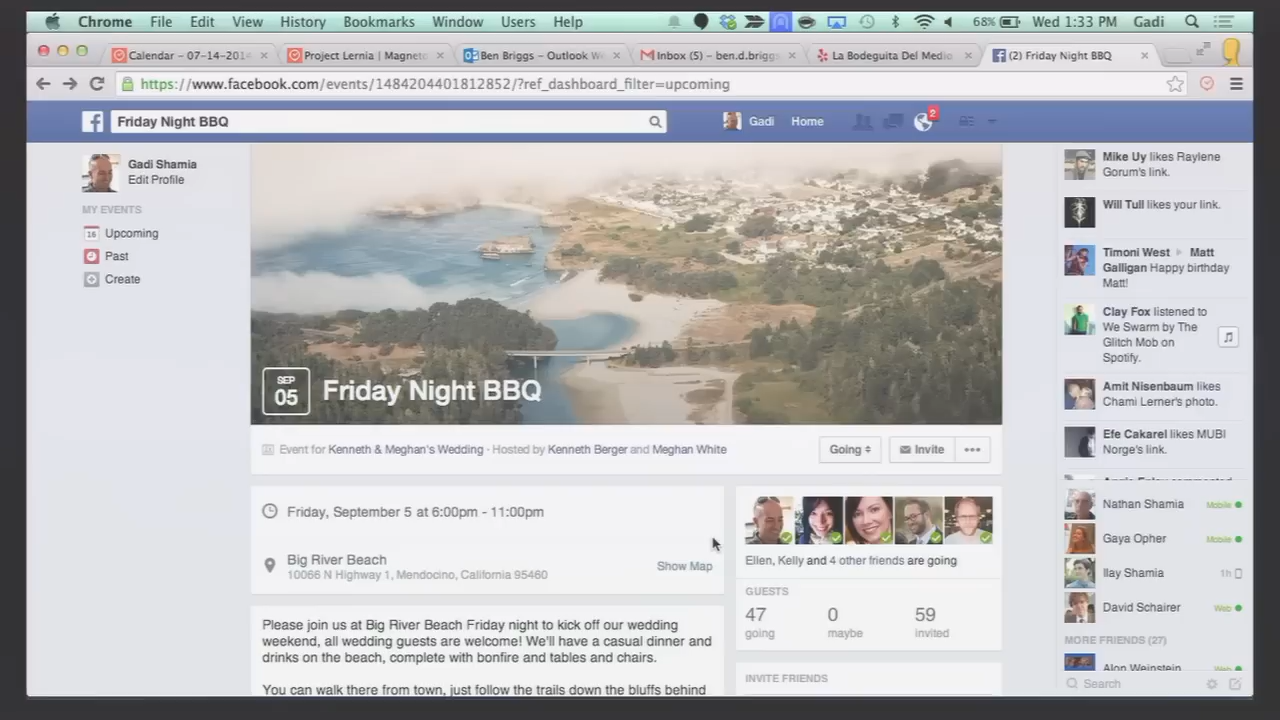 Chrome File Edit View History Bookmarks Window Users Help 68% Wed 1:33 PM Gadi
Calendar – 07–14–201
Project Lernia | Magnet
Ben Briggs – Outlook W
Inbox (5) – ben.d.briggs
La Bodeguita Del Medio
(2) Friday Night BBQ
https://www.facebook.com/events/1484204401812852/?ref_dashboard_filter=upcoming
Friday Night BBQ
Gadi Home 2
Gadi Shamia
Edit Profile
MY EVENTS
16 Upcoming
Past
Create
SEP
05
Friday Night BBQ
Event for Kenneth & Meghan's Wedding · Hosted by Kenneth Berger and Meghan White
Going
Invite
Friday, September 5 at 6:00pm - 11:00pm
Big River Beach
10066 N Highway 1, Mendocino, California 95460
Show Map
Please join us at Big River Beach Friday night to kick off our wedding
weekend, all wedding guests are welcome! We'll have a casual dinner and
drinks on the beach, complete with bonfire and tables and chairs.
You can walk there from town, just follow the trails down the bluffs behind
Ellen, Kelly and 4 other friends are going
GUESTS
47 0 59
going maybe invited
INVITE FRIENDS
Mike Uy likes Raylene
Gorum's link.
Will Tull likes your link.
Timoni West Matt
Galligan Happy birthday
Matt!
Clay Fox listened to
We Swarm by The
Glitch Mob on
Spotify.
Amit Nisenbaum likes
Chami Lerner's photo.
Efe Cakarel likes MUBI
Norge's link.
Nathan Shamia Mobile
Gaya Opher Mobile
Ilay Shamia 1h
David Schairer Web
MORE FRIENDS (27)
Alon Weinstein Web
Search